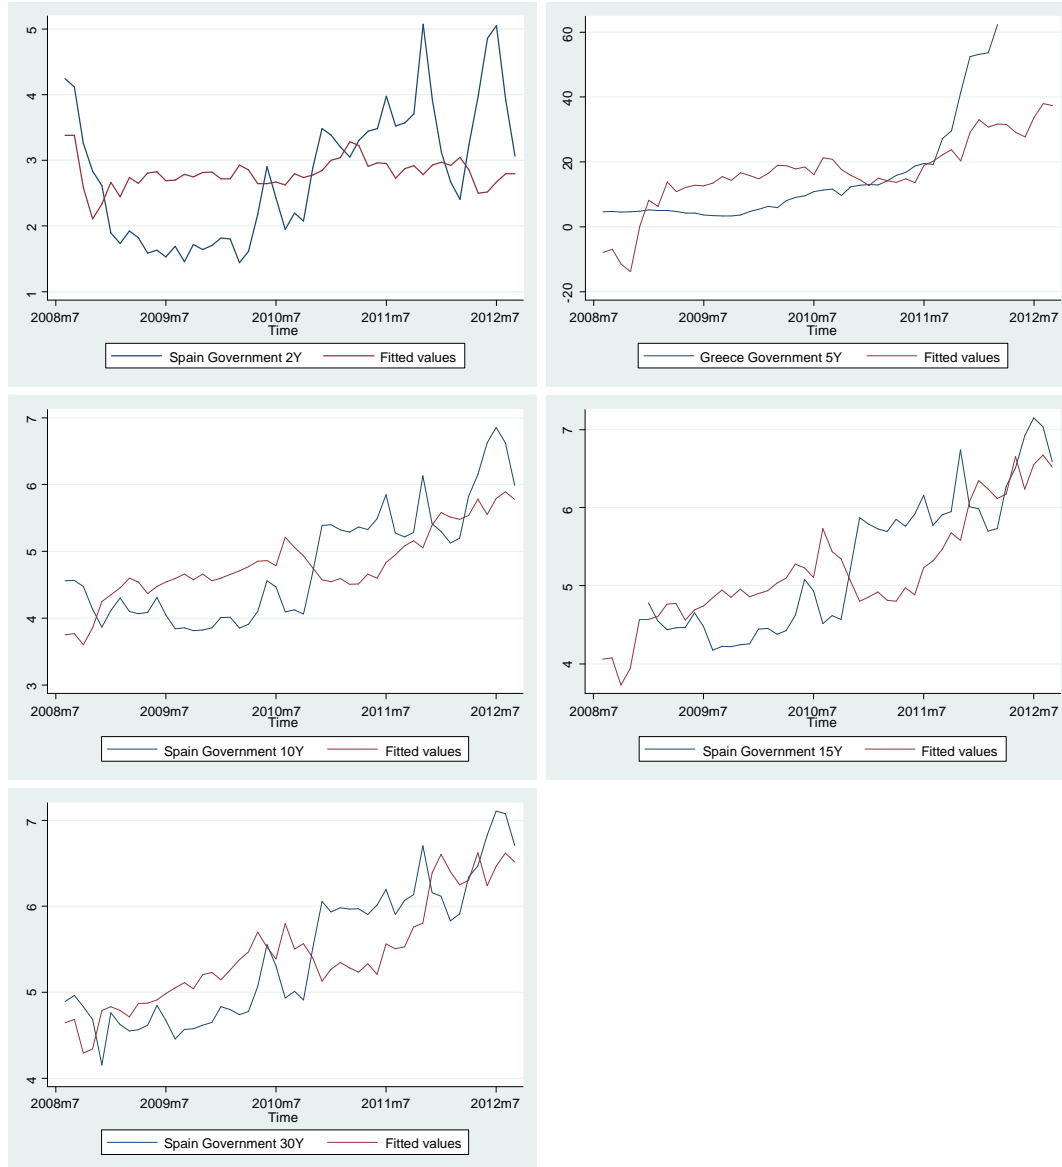 5
4
3
2
1
2008m7 2009m7 2010m7 2011m7 2012m7
Time
Spain Government 2Y Fitted values
60
40
20
0
-20
2008m7 2009m7 2010m7 2011m7 2012m7
Time
Greece Government 5Y Fitted values
7
6
5
4
3
2008m7 2009m7 2010m7 2011m7 2012m7
Time
Spain Government 10Y Fitted values
7
6
5
4
2008m7 2009m7 2010m7 2011m7 2012m7
Time
Spain Government 15Y Fitted values
7
6
5
4
2008m7 2009m7 2010m7 2011m7 2012m7
Time
Spain Government 30Y Fitted values